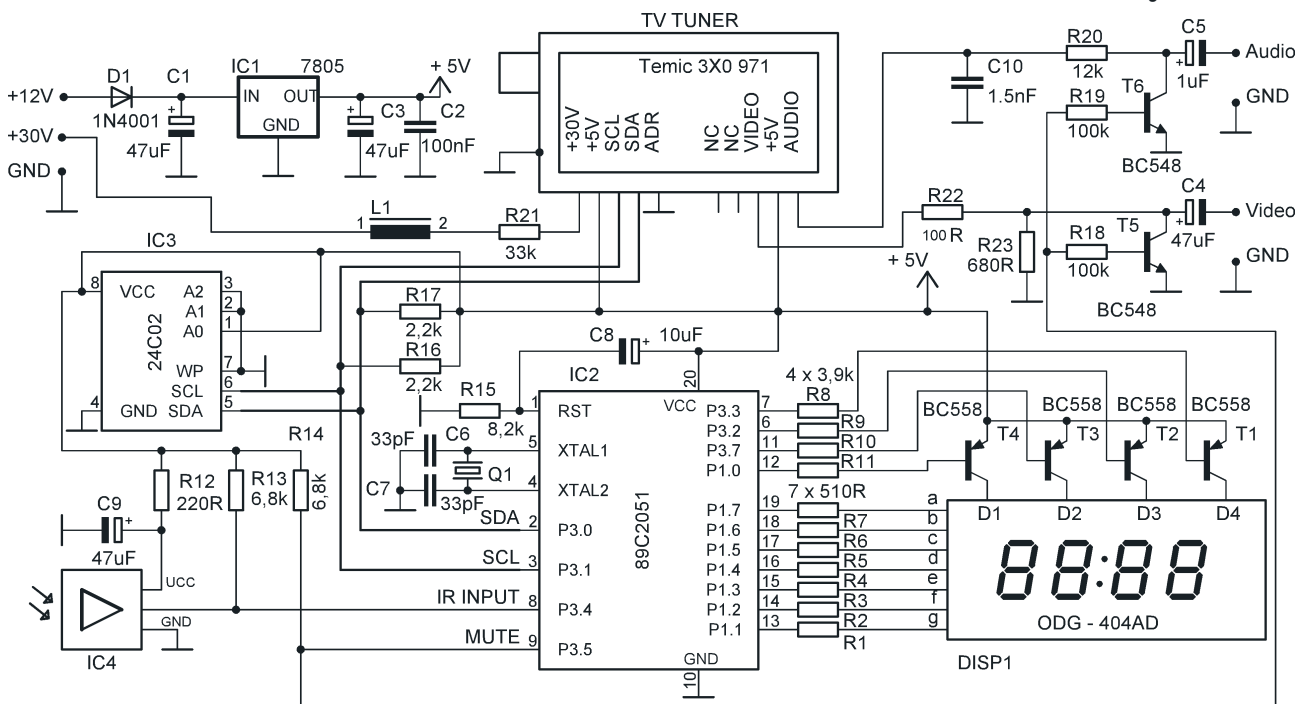 TV TUNER
Temic 3X0 971
+30V
+5V
SCL
SDA
ADR
NC
NC
VIDEO
+5V
AUDIO
+12V
+30V
GND
D1
1N4001
C1
+
47uF
IC1
7805
IN
OUT
GND
+ 5V
+
C3
47uF
C2
100nF
C10
1.5nF
R20
12k
C5
+
1uF
Audio
GND
R19
100k
T6
BC548
L1
1
2
R21
33k
R22
100R
R23
680R
C4
+
47uF
Video
GND
R18
100k
T5
BC548
+ 5V
IC3
24C02
8
VCC
A2
3
A1
2
A0
1
WP
7
SCL
6
SDA
5
4
GND
R17
2,2k
R16
2,2k
C8
+
10uF
R15
8,2k
33pF
C6
Q1
C7
33pF
R14
6,8k
R13
6,8k
R12
220R
C9
+
47uF
UCC
GND
IC4
SDA
SCL
IR INPUT
MUTE
IC2
89C2051
20
VCC
1
RST
5
XTAL1
4
XTAL2
2
P3.0
3
P3.1
8
P3.4
9
P3.5
P3.3
7
P3.2
6
P3.7
11
P1.0
12
P1.7
19
P1.6
18
P1.5
17
P1.4
16
P1.3
15
P1.2
14
P1.1
13
GND
10
4 x 3,9k
R8
R9
R10
R11
7 x 510R
R7
R6
R5
R4
R3
R2
R1
a
b
c
d
e
f
g
BC558
BC558
BC558
BC558
T4
T3
T2
T1
D1
D2
D3
D4
88:88
ODG - 404AD
DISP1